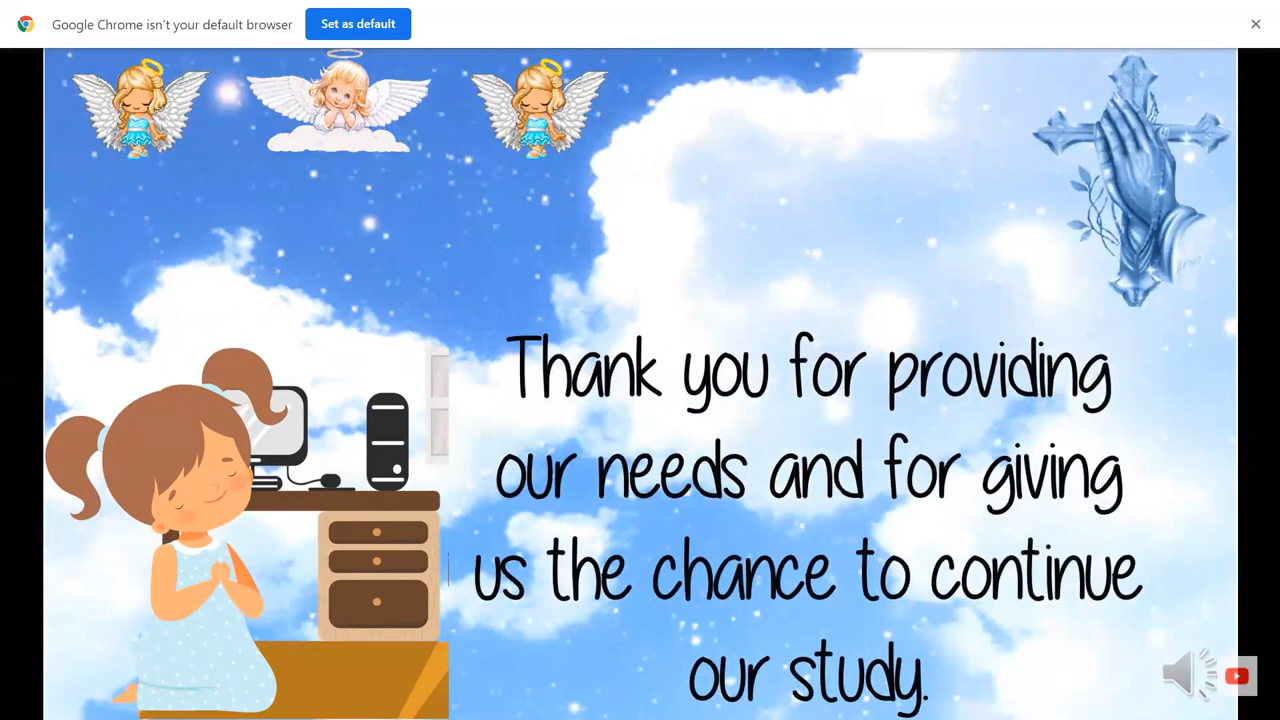 Google Chrome isn't your default browser
Set as default
Thank you for providing
our needs and for giving
us the chance to continue
our study.